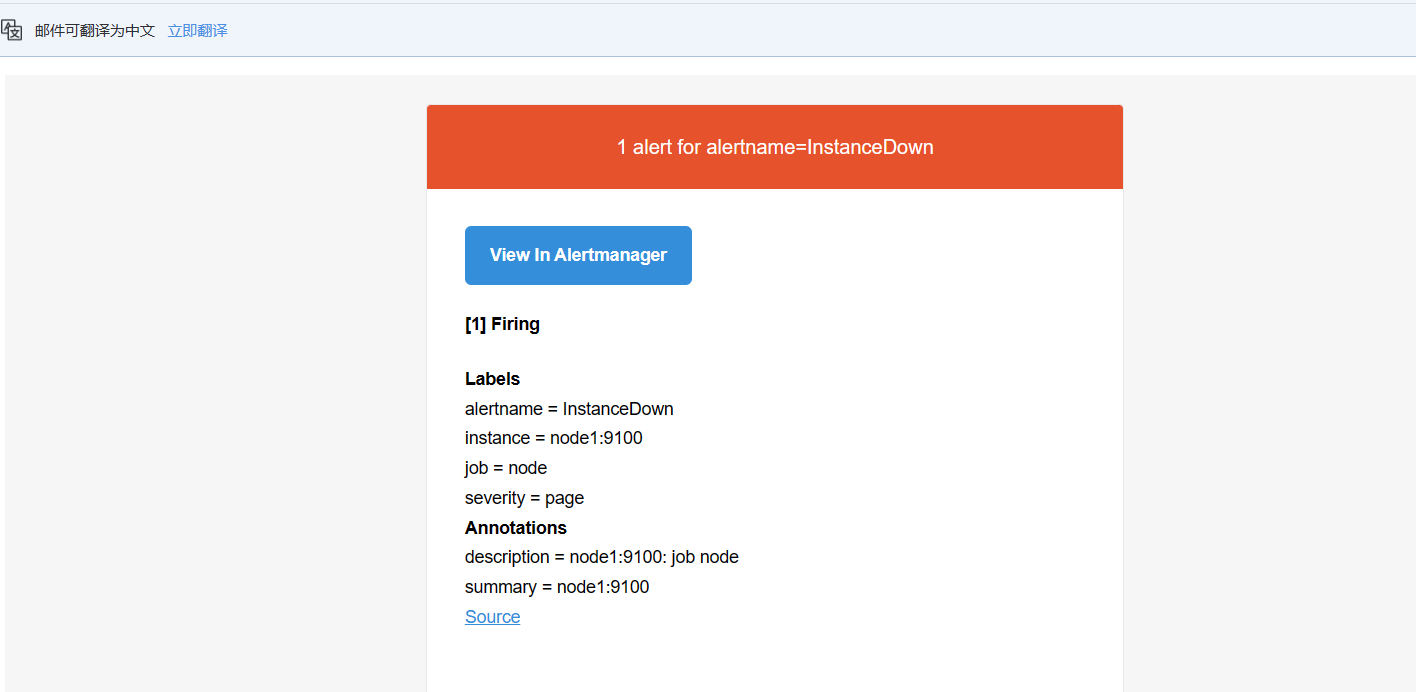 邮件可翻译为中文 立即翻译
1 alert for alertname=InstanceDown
View In Alertmanager
[1] Firing
Labels
alertname = InstanceDown
instance = node1:9100
job = node
severity = page
Annotations
description = node1:9100: job node
summary = node1:9100
Source